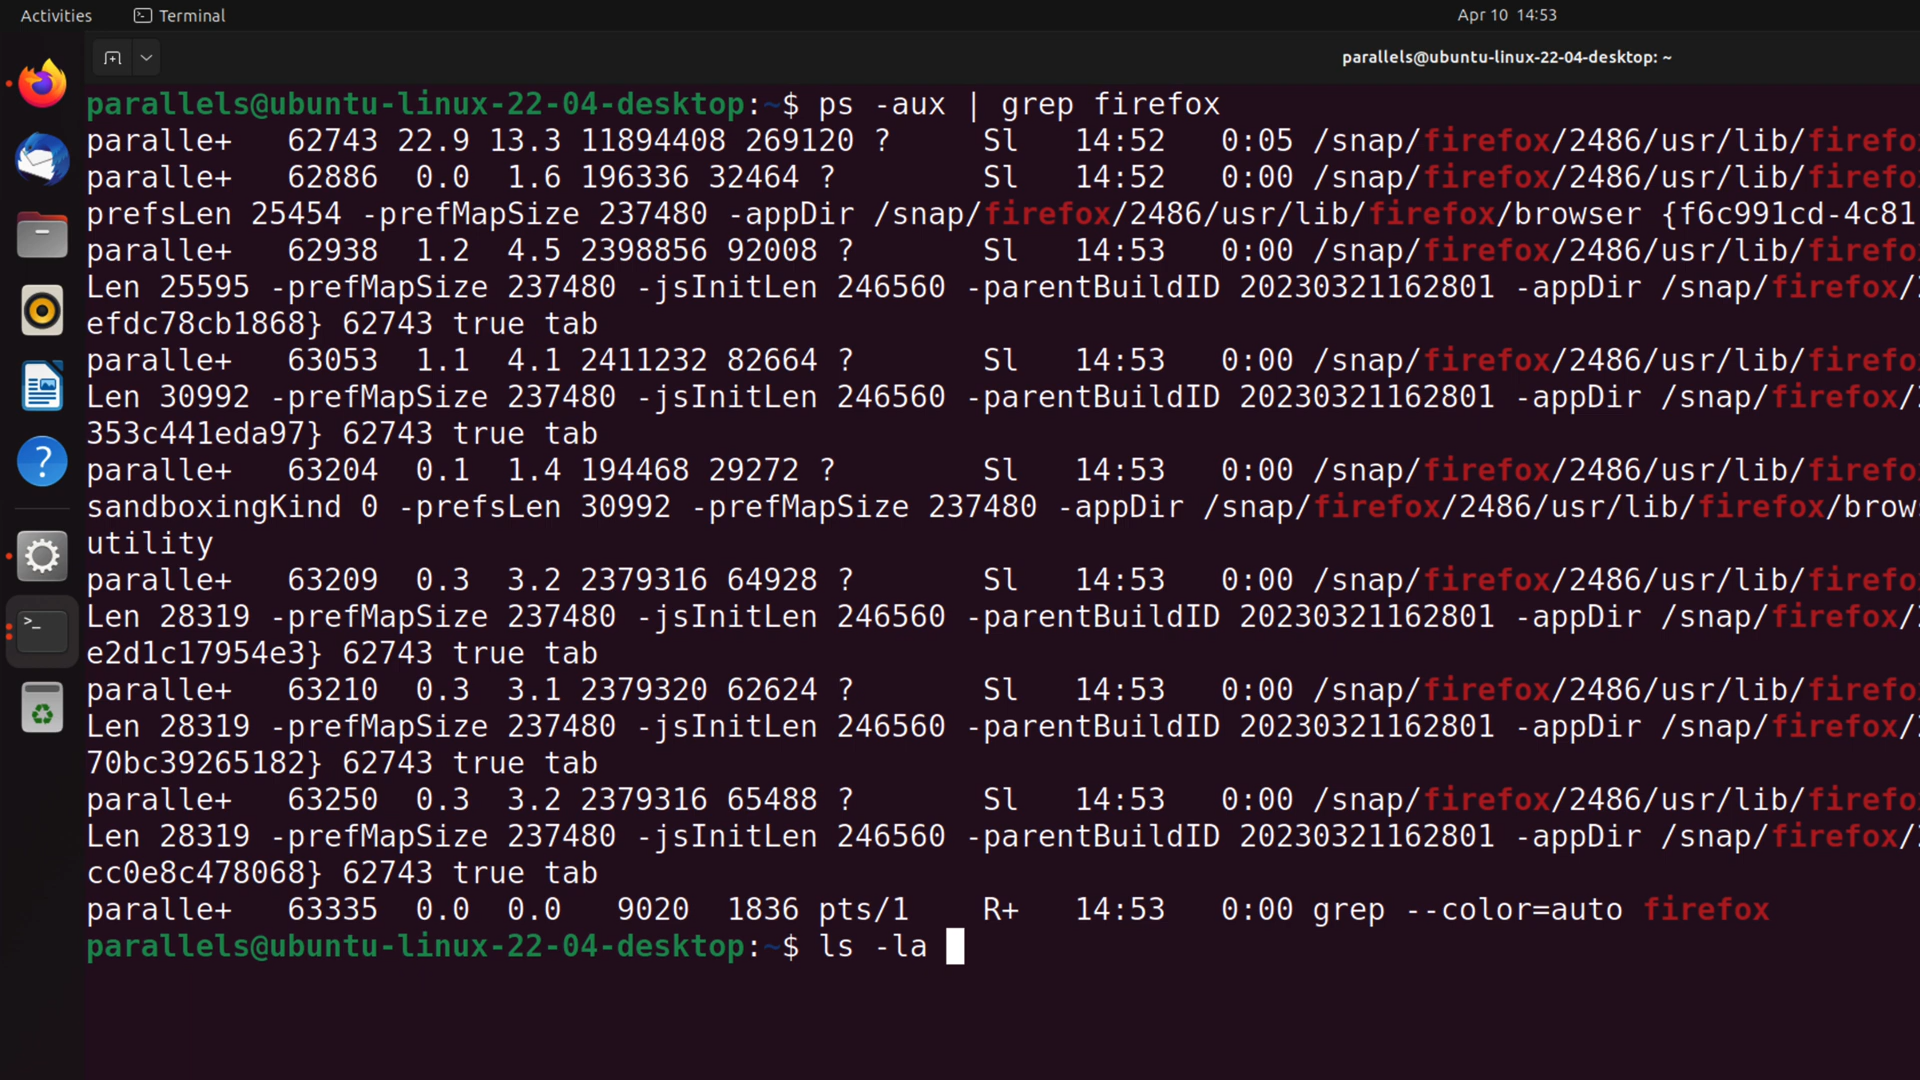 Activities Terminal Apr 10 14:53
parallels@ubuntu-linux-22-04-desktop: ~
parallels@ubuntu-linux-22-04-desktop:~$ ps -aux | grep firefox
paralle+ 62743 22.9 13.3 11894408 269120 ? Sl 14:52 0:05 /snap/firefox/2486/usr/lib/firefo
paralle+ 62886 0.0 1.6 196336 32464 ? Sl 14:52 0:00 /snap/firefox/2486/usr/lib/firefo
prefsLen 25454 -prefMapSize 237480 -appDir /snap/firefox/2486/usr/lib/firefox/browser {f6c991cd-4c81
paralle+ 62938 1.2 4.5 2398856 92008 ? Sl 14:53 0:00 /snap/firefox/2486/usr/lib/firefo
Len 25595 -prefMapSize 237480 -jsInitLen 246560 -parentBuildID 20230321162801 -appDir /snap/firefox/
efdc78cb1868} 62743 true tab
paralle+ 63053 1.1 4.1 2411232 82664 ? Sl 14:53 0:00 /snap/firefox/2486/usr/lib/firefo
Len 30992 -prefMapSize 237480 -jsInitLen 246560 -parentBuildID 20230321162801 -appDir /snap/firefox/
353c441eda97} 62743 true tab
paralle+ 63204 0.1 1.4 194468 29272 ? Sl 14:53 0:00 /snap/firefox/2486/usr/lib/firefo
sandboxingKind 0 -prefsLen 30992 -prefMapSize 237480 -appDir /snap/firefox/2486/usr/lib/firefox/brow
utility
paralle+ 63209 0.3 3.2 2379316 64928 ? Sl 14:53 0:00 /snap/firefox/2486/usr/lib/firefo
Len 28319 -prefMapSize 237480 -jsInitLen 246560 -parentBuildID 20230321162801 -appDir /snap/firefox/
e2d1c17954e3} 62743 true tab
paralle+ 63210 0.3 3.1 2379320 62624 ? Sl 14:53 0:00 /snap/firefox/2486/usr/lib/firefo
Len 28319 -prefMapSize 237480 -jsInitLen 246560 -parentBuildID 20230321162801 -appDir /snap/firefox/
70bc39265182} 62743 true tab
paralle+ 63250 0.3 3.2 2379316 65488 ? Sl 14:53 0:00 /snap/firefox/2486/usr/lib/firefo
Len 28319 -prefMapSize 237480 -jsInitLen 246560 -parentBuildID 20230321162801 -appDir /snap/firefox/
cc0e8c478068} 62743 true tab
paralle+ 63335 0.0 0.0 9020 1836 pts/1 R+ 14:53 0:00 grep --color=auto firefox
parallels@ubuntu-linux-22-04-desktop:~$ ls -la